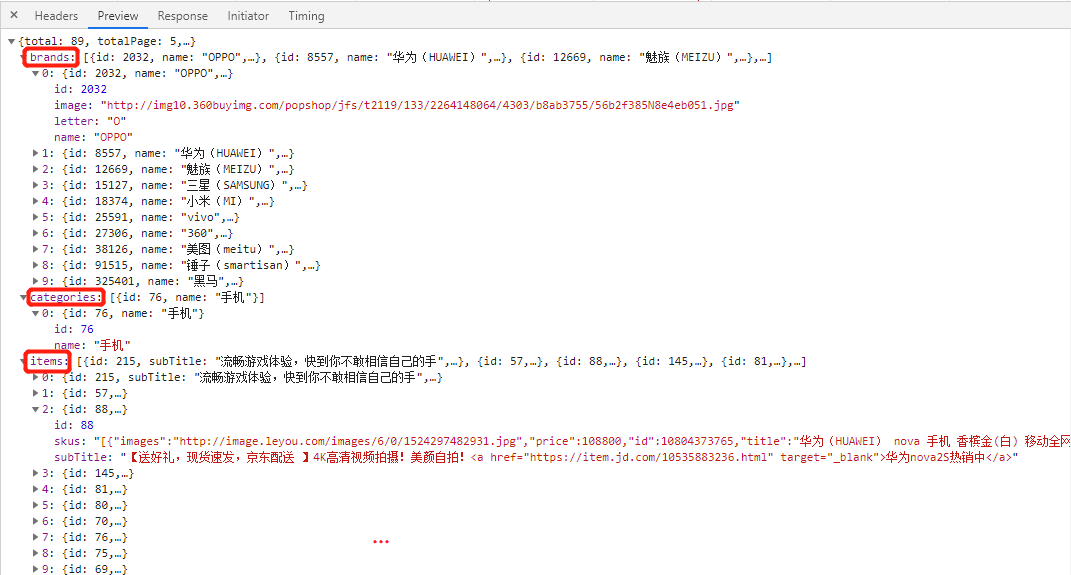 × Headers Preview Response Initiator Timing
▼{total: 89, totalPage: 5,…}
▼brands: [{id: 2032, name: "OPPO",…}, {id: 8557, name: "华为（HUAWEI）",…}, {id: 12669, name: "魅族（MEIZU）",…},…]
▼0: {id: 2032, name: "OPPO",…}
id: 2032
image: "http://img10.360buyimg.com/popshop/jfs/t2119/133/2264148064/4303/b8ab3755/56b2f385N8e4eb051.jpg"
letter: "O"
name: "OPPO"
▶1: {id: 8557, name: "华为（HUAWEI）",…}
▶2: {id: 12669, name: "魅族（MEIZU）",…}
▶3: {id: 15127, name: "三星（SAMSUNG）",…}
▶4: {id: 18374, name: "小米（MI）",…}
▶5: {id: 25591, name: "vivo",…}
▶6: {id: 27306, name: "360",…}
▶7: {id: 38126, name: "美图（meitu）",…}
▶8: {id: 91515, name: "锤子（smartisan）",…}
▶9: {id: 325401, name: "黑马",…}
▼categories: [{id: 76, name: "手机"}]
▼0: {id: 76, name: "手机"}
id: 76
name: "手机"
▼items: [{id: 215, subTitle: "流畅游戏体验，快到你不敢相信自己的手",…}, {id: 57,…}, {id: 88,…}, {id: 145,…}, {id: 81,…},…]
▶0: {id: 215, subTitle: "流畅游戏体验，快到你不敢相信自己的手",…}
▶1: {id: 57,…}
▼2: {id: 88,…}
id: 88
skus: "[{"images":"http://image.leyou.com/images/6/0/1524297482931.jpg","price":108800,"id":10804373765,"title":"华为（HUAWEI） nova 手机 香槟金(白) 移动全网
subTitle: "【送好礼，现货速发，京东配送 】4K高清视频拍摄！美颜自拍！<a href="https://item.jd.com/10535883236.html" target="_blank">华为nova2S热销中</a>"
▶3: {id: 145,…}
▶4: {id: 81,…}
▶5: {id: 80,…}
▶6: {id: 70,…}
▶7: {id: 76,…}
▶8: {id: 75,…}
▶9: {id: 69,…}
...